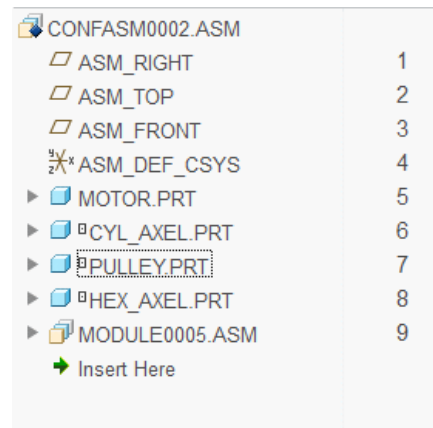 CONFASM0002.ASM
ASM_RIGHT 1
ASM_TOP 2
ASM_FRONT 3
ASM_DEF_CSYS 4
MOTOR.PRT 5
CYL_AXEL.PRT 6
PULLEY.PRT 7
HEX_AXEL.PRT 8
MODULE0005.ASM 9
Insert Here